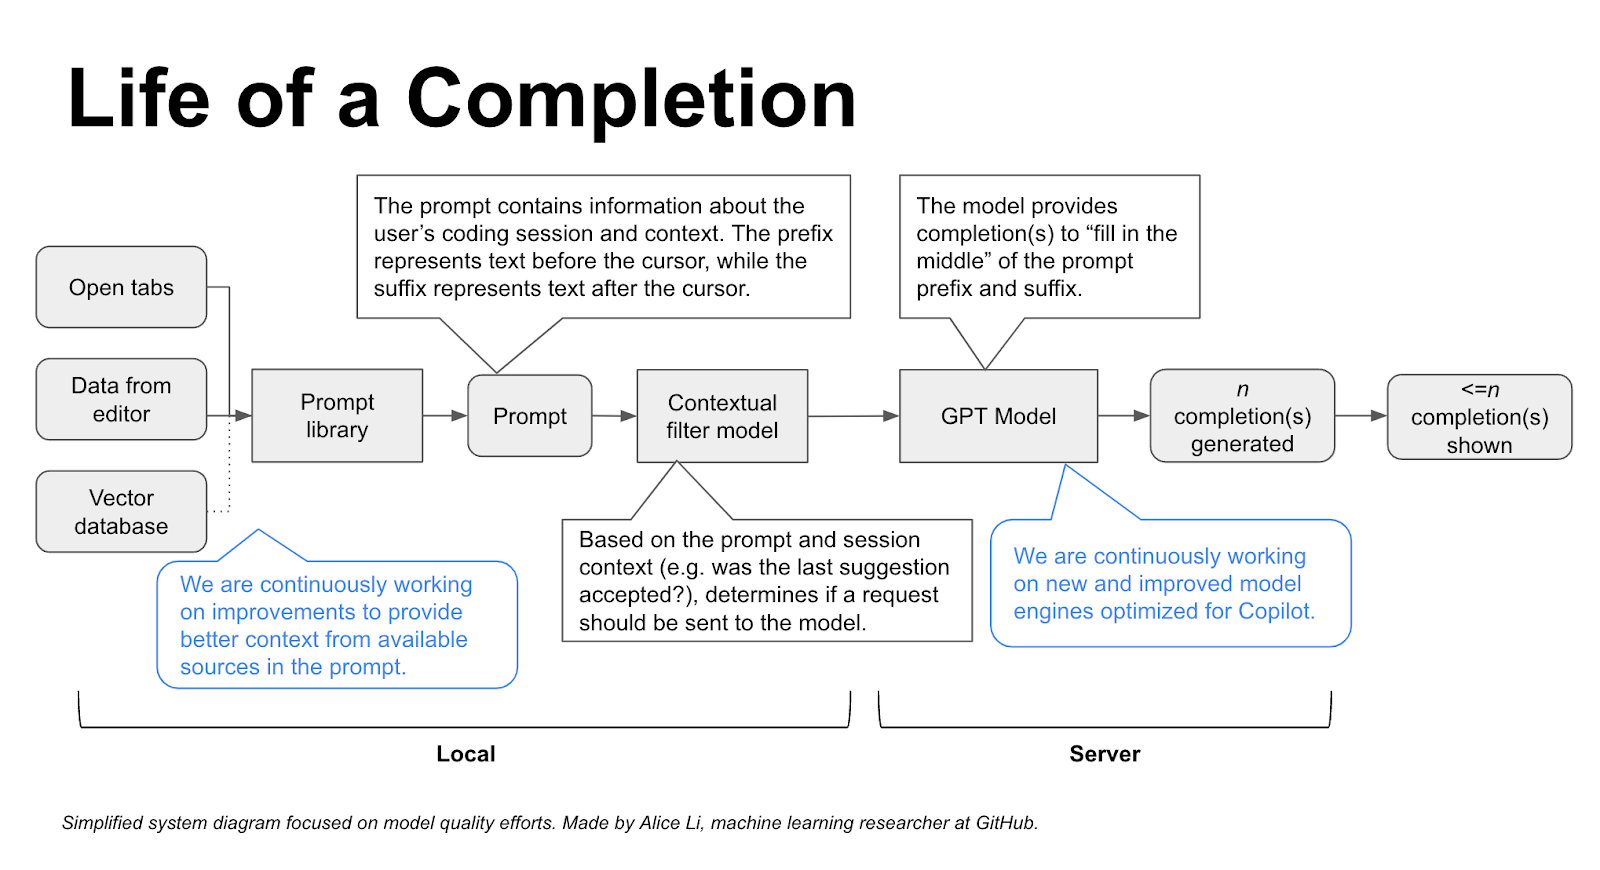 Life of a Completion
The prompt contains information about the
user’s coding session and context. The prefix
represents text before the cursor, while the
suffix represents text after the cursor.
The model provides
completion(s) to “fill in the
middle” of the prompt
prefix and suffix.
Open tabs
Data from
editor
Vector
database
Prompt
library
Prompt
Contextual
filter model
GPT Model
n
completion(s)
generated
<=n
completion(s)
shown
We are continuously working
on improvements to provide
better context from available
sources in the prompt.
Based on the prompt and session
context (e.g. was the last suggestion
accepted?), determines if a request
should be sent to the model.
We are continuously working
on new and improved model
engines optimized for Copilot.
Local
Server
Simplified system diagram focused on model quality efforts. Made by Alice Li, machine learning researcher at GitHub.